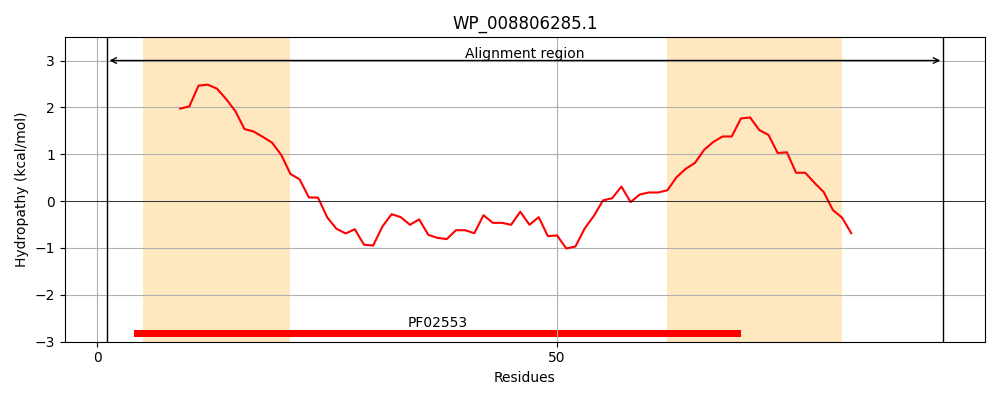 WP_008806285.1
Alignment region
3
2
1
0
−1
−2
−3
Hydropathy (kcal/mol)
PF02553
0
50
Residues